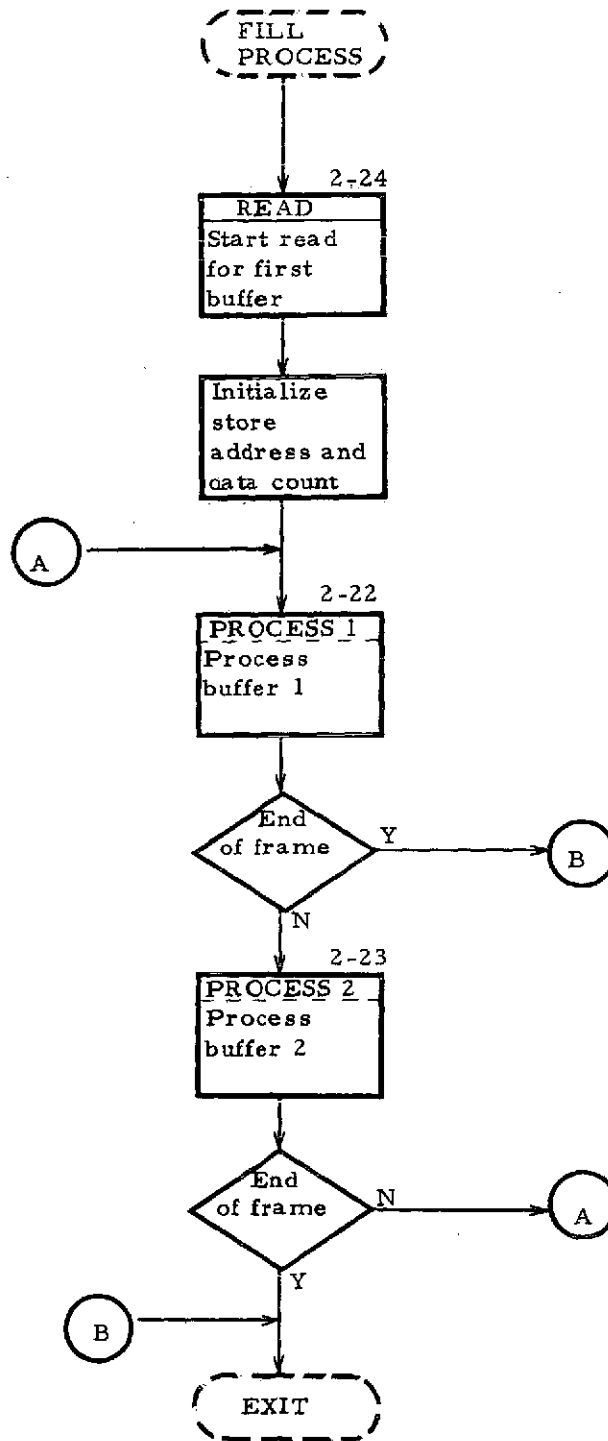 FILL
PROCESS
2-24
READ
Start read
for first
buffer
Initialize
store
address and
data count
A
2-22
PROCESS 1
Process
buffer 1
End
of frame
Y
B
N
2-23
PROCESS 2
Process
buffer 2
End
of frame
N
A
Y
B
EXIT